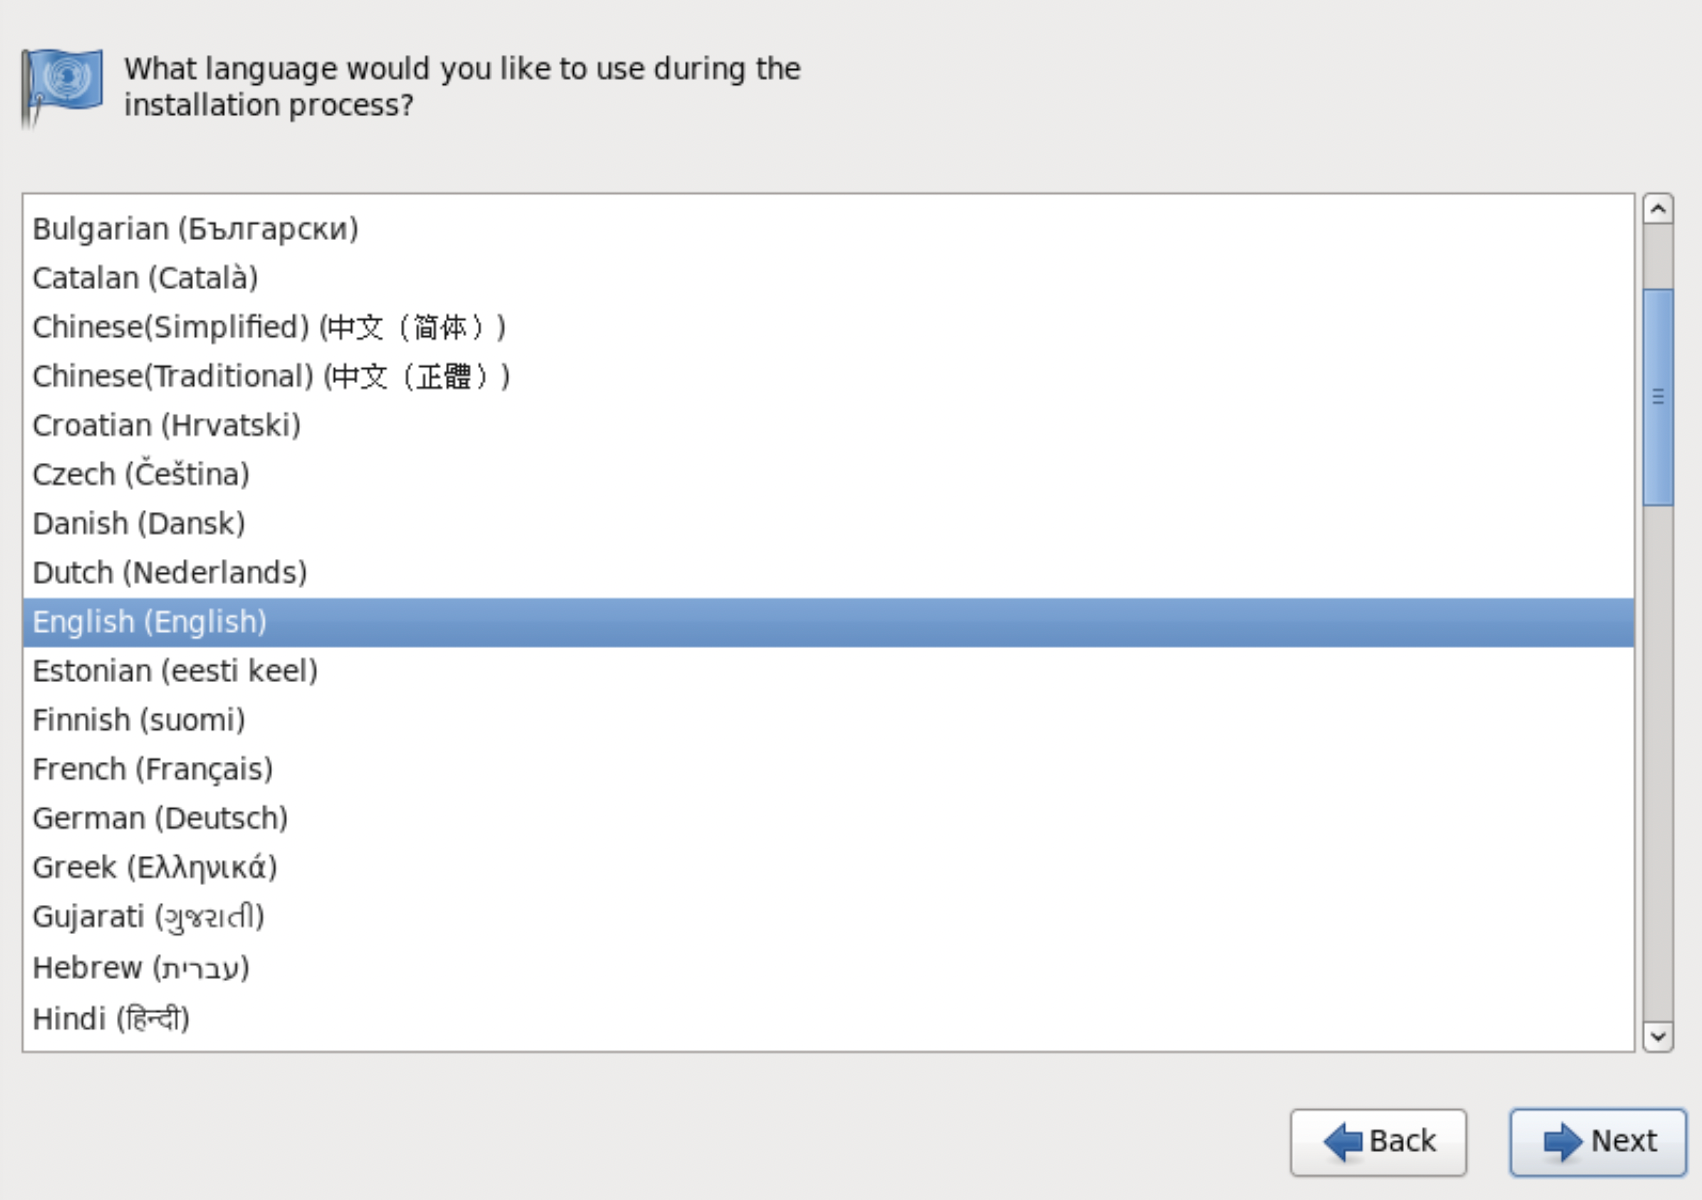 What language would you like to use during the
installation process?
Bulgarian (Български)
Catalan (Català)
Chinese(Simplified) (中文（简体）)
Chinese(Traditional) (中文（正體）)
Croatian (Hrvatski)
Czech (Čeština)
Danish (Dansk)
Dutch (Nederlands)
English (English)
Estonian (eesti keel)
Finnish (suomi)
French (Français)
German (Deutsch)
Greek (Ελληνικά)
Gujarati (ગુજરાતી)
Hebrew (עברית)
Hindi (हिन्दी)
Back
Next